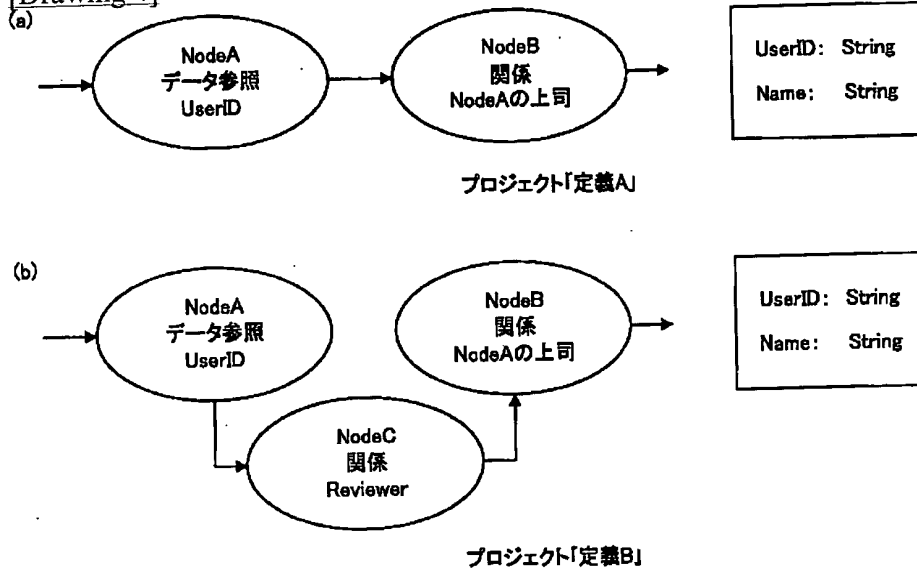 (a)
NodeA
データ参照
UserID
NodeB
関係
NodeAの上司
UserID: String
Name: String
プロジェクト「定義A」
(b)
NodeA
データ参照
UserID
NodeB
関係
NodeAの上司
UserID: String
Name: String
NodeC
関係
Reviewer
プロジェクト「定義B」